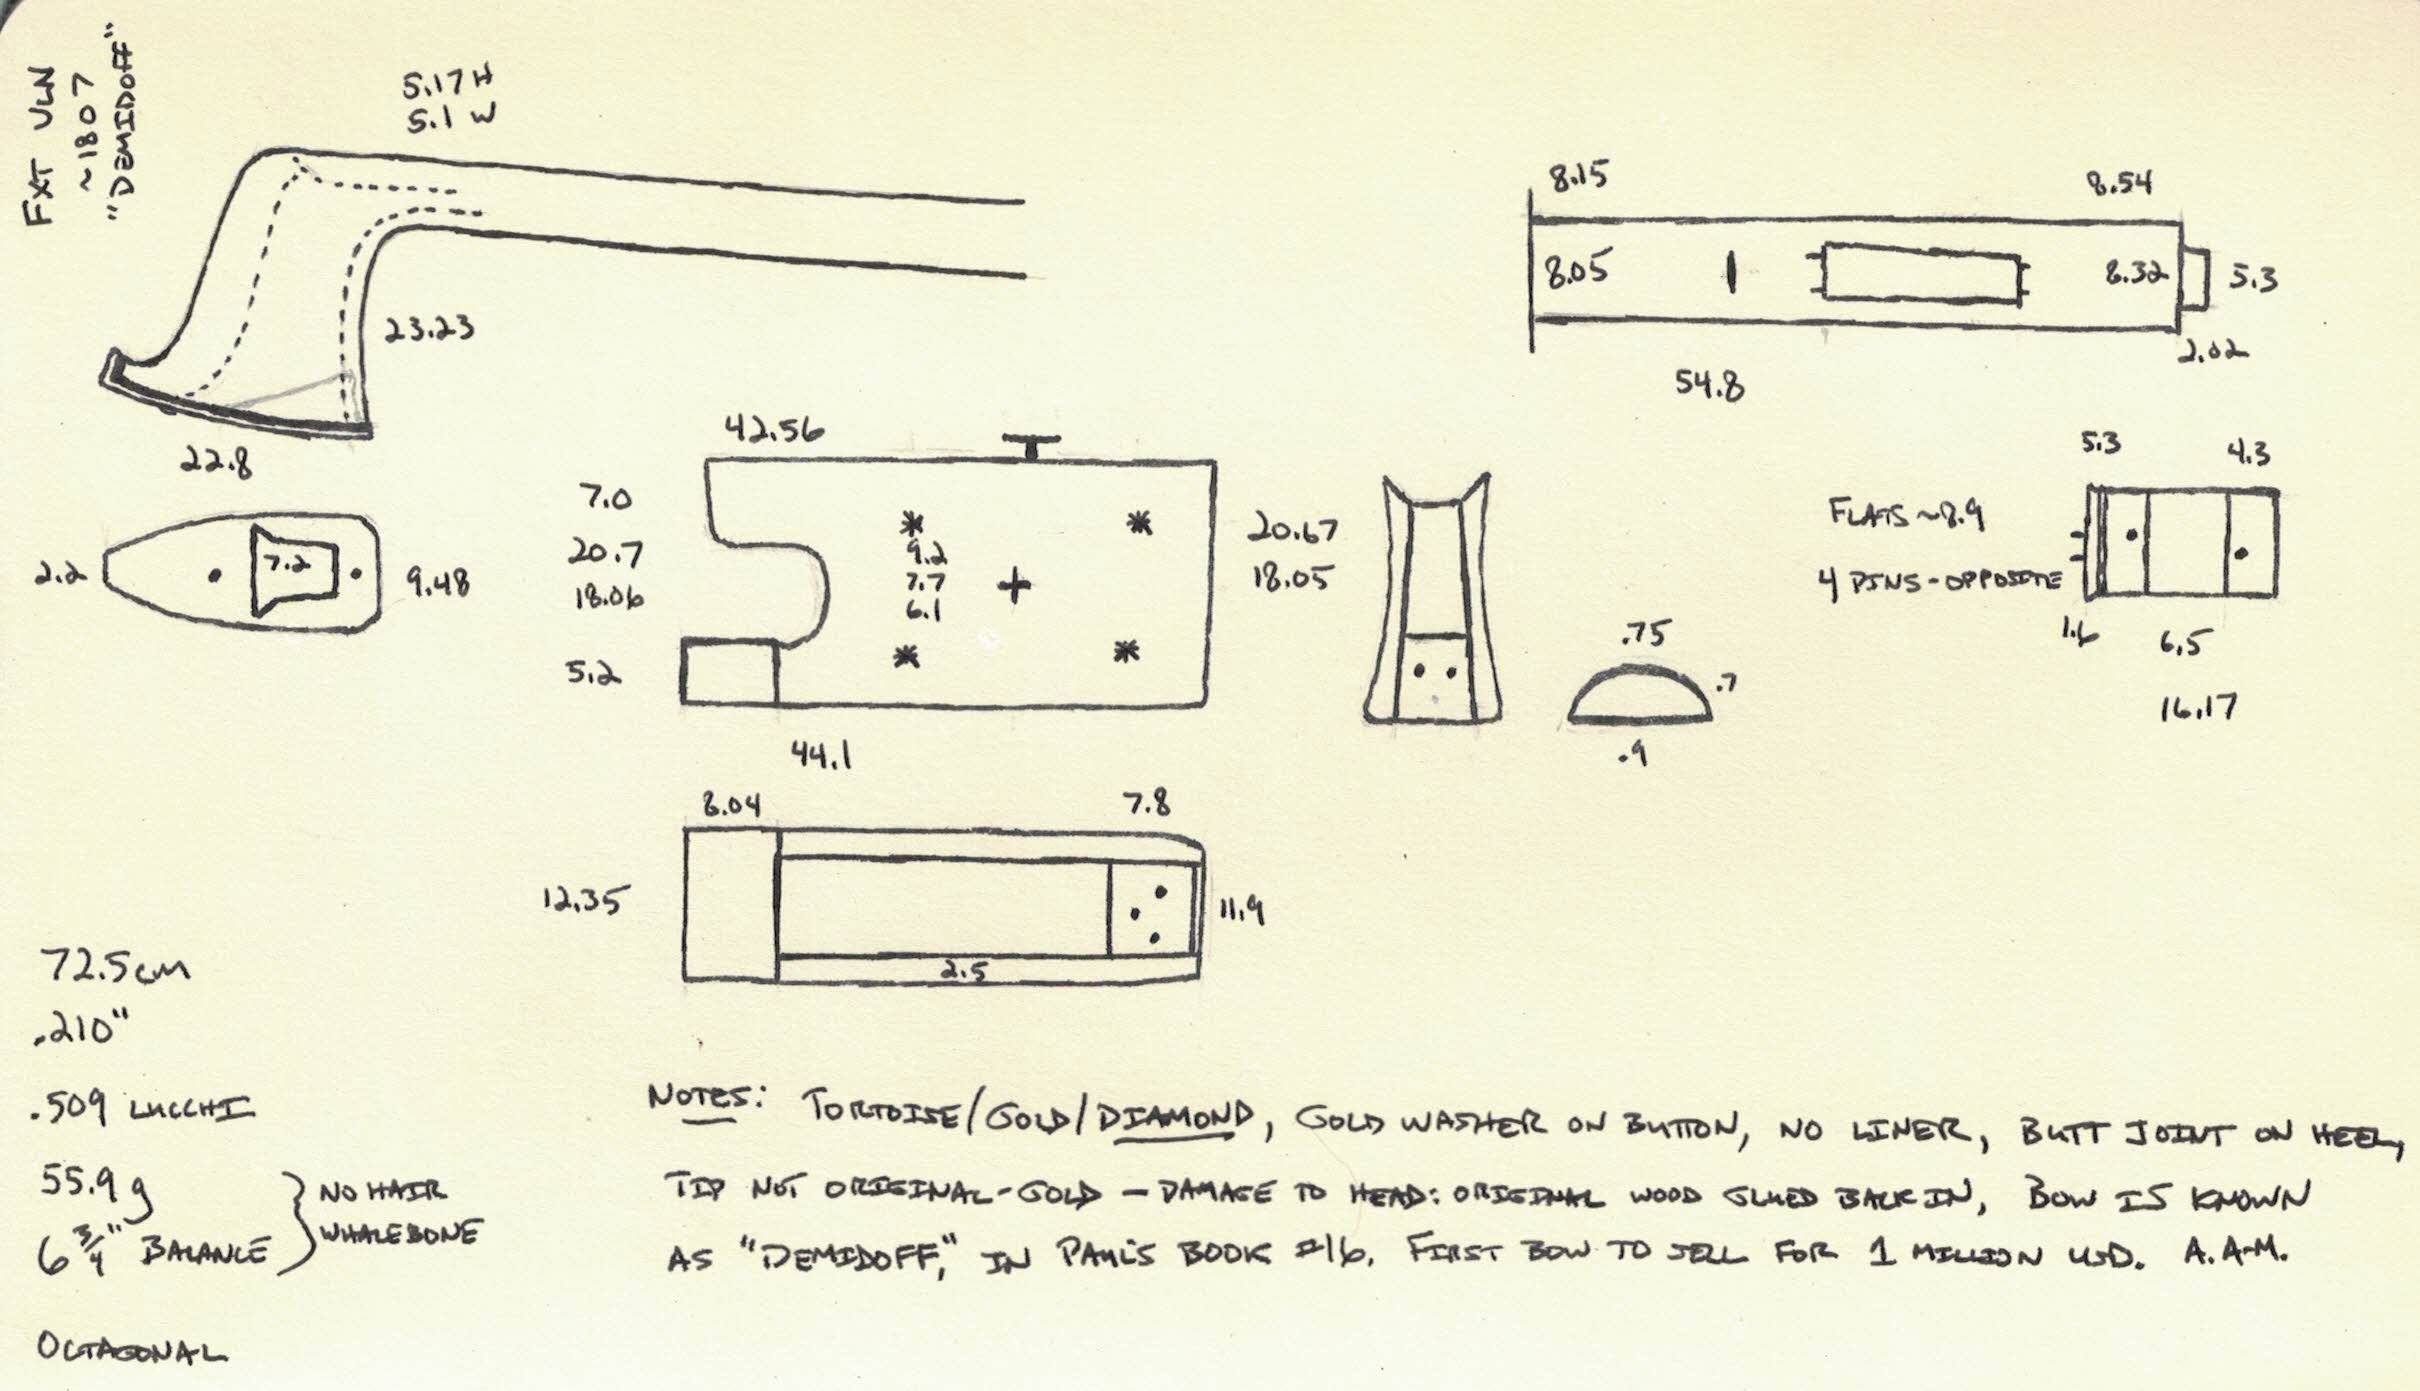 FXT VLN
~1807
"DEMIDOFF"
5.17 H
5.1 W
23.23
22.8
2.2
7.2
9.48
8.15
8.54
8.05
8.32
5.3
2.02
54.8
42.56
7.0
20.7
18.06
5.2
9.2
7.7
6.1
20.67
18.05
44.1
.75
.7
.9
5.3
4.3
FLATS ~8.9
4 PINS-OPPOSITE
1.6
6.5
16.17
8.04
7.8
12.35
11.9
2.5
72.5cm
.210"
.509 LUCCHI
55.9g
6 3/4" BALANCE
} NO HAIR
WHALEBONE
OCTAGONAL
NOTES: TORTOISE/GOLD/DIAMOND, GOLD WASHER ON BUTTON, NO LINER, BUTT JOINT ON HEEL,
TIP NOT ORIGINAL-GOLD — DAMAGE TO HEAD: ORIGINAL WOOD GLUED BACK IN, BOW IS KNOWN
AS "DEMIDOFF," IN PAUL'S BOOK #16. FIRST BOW TO SELL FOR 1 MILLION USD. A.A-M.